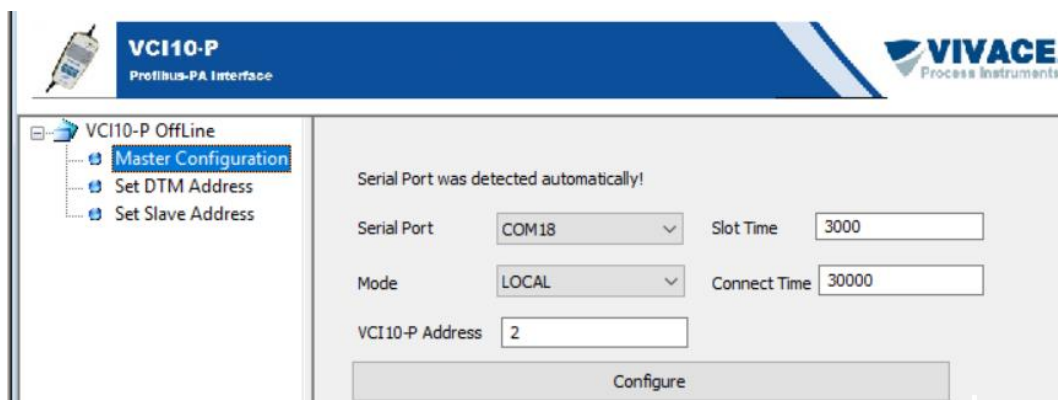 VCI10-P
Profibus-PA Interface
VIVACE
Process Instruments
VCI10-P OffLine
Master Configuration
Set DTM Address
Set Slave Address
Serial Port was detected automatically!
Serial Port COM18 Slot Time 3000
Mode LOCAL Connect Time 30000
VCI10-P Address 2
Configure